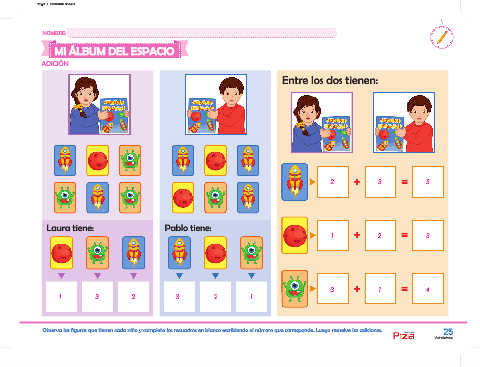 NOMBRE:
MI ÁLBUM DEL ESPACIO
ADICIÓN
Entre los dos tienen:
2 + 3 = 5
1 + 2 = 3
3 + 1 = 4
Laura tiene:
1 3 2
Pablo tiene:
3 2 1
Observa las figuras que tienen cada niño y completa los recuadros en blanco escribiendo el número que corresponda. Luego resuelve las adiciones.
25